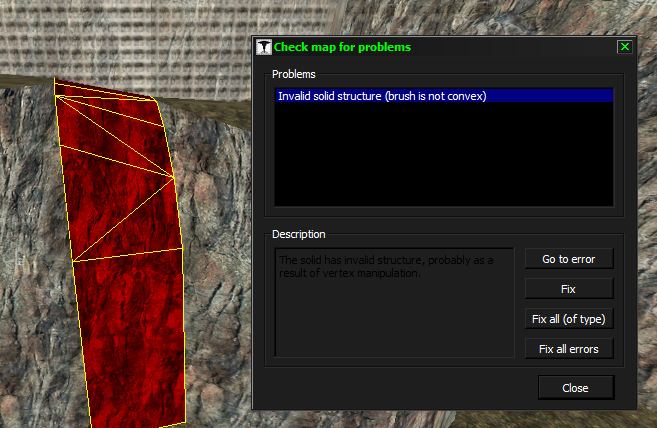 Check map for problems
Problems
Invalid solid structure (brush is not convex)
Description
The solid has invalid structure, probably as a
result of vertex manipulation.
Go to error
Fix
Fix all (of type)
Fix all errors
Close